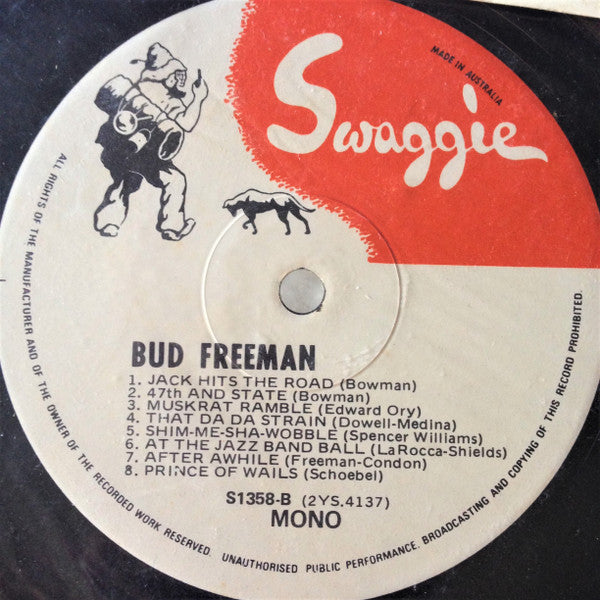 Swaggie
MADE IN AUSTRALIA
BUD FREEMAN
1. JACK HITS THE ROAD (Bowman)
2. 47th AND STATE (Bowman)
3. MUSKRAT RAMBLE (Edward Ory)
4. THAT DA DA STRAIN (Dowell-Medina)
5. SHIM-ME-SHA-WOBBLE (Spencer Williams)
6. AT THE JAZZ BAND BALL (LaRocca-Shields)
7. AFTER AWHILE (Freeman-Condon)
8. PRINCE OF WAILS (Schoebel)
S1358-B (2YS.4137)
MONO
ALL RIGHTS OF THE MANUFACTURER AND OF THE OWNER OF THE RECORDED WORK RESERVED. UNAUTHORISED PUBLIC PERFORMANCE. BROADCASTING AND COPYING OF THIS RECORD PROHIBITED.